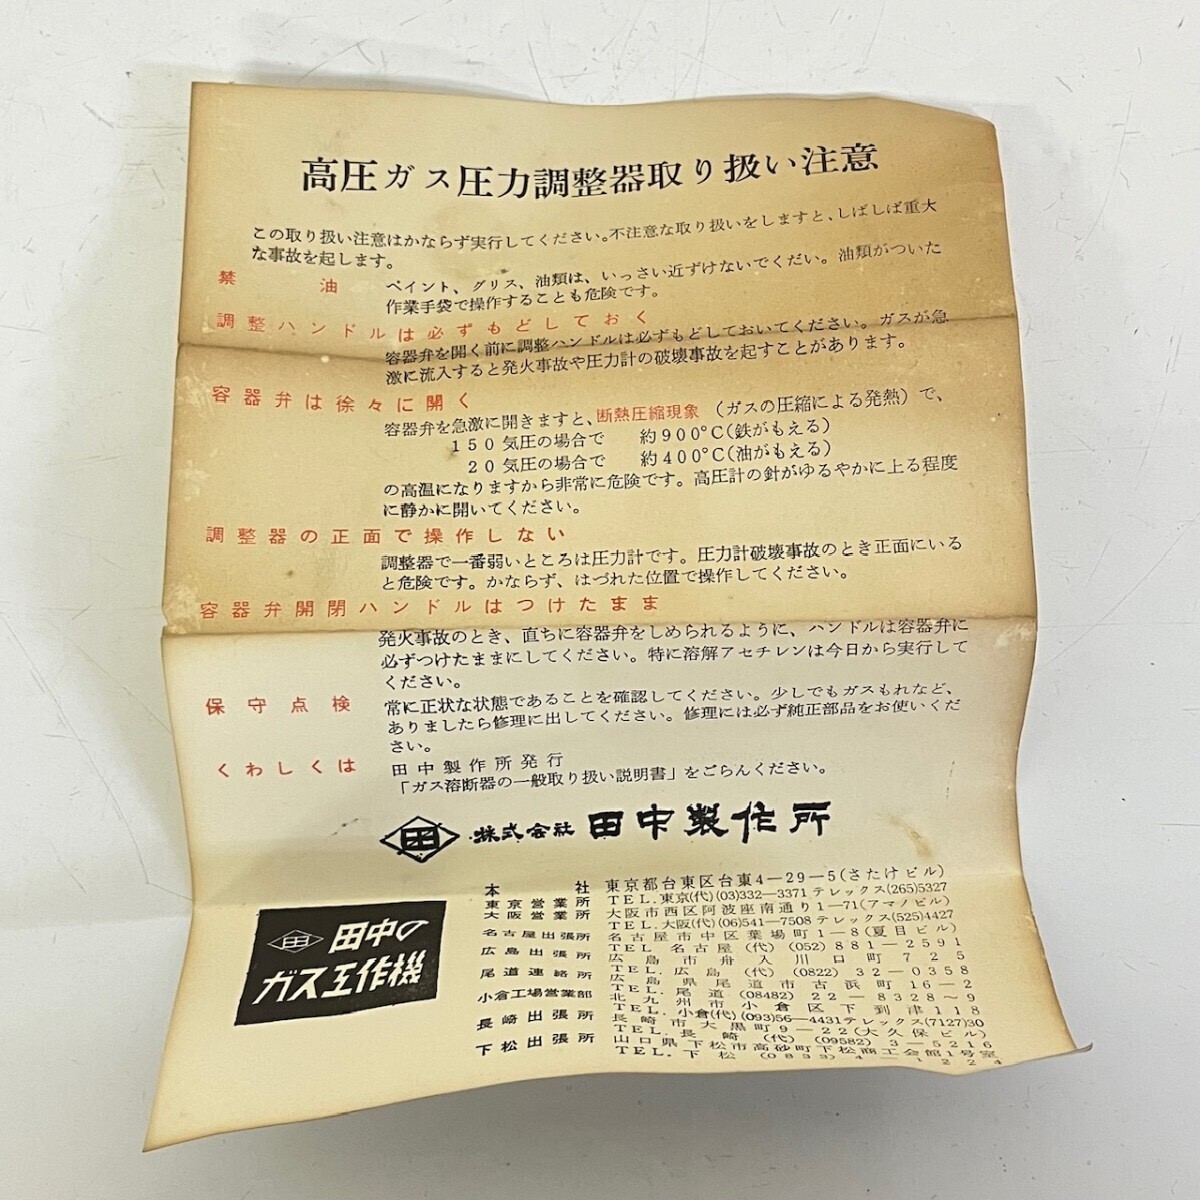 高圧ガス圧力調整器取り扱い注意
この取り扱い注意はかならず実行してください。不注意な取り扱いをしますと、しばしば重大
な事故を起します。
禁油 ペイント、グリス、油類は、いっさい近ずけないでくだい。油類がついた
作業手袋で操作することも危険です。
調整ハンドルは必ずもどしておく
容器弁を開く前に調整ハンドルは必ずもどしておいてください。ガスが急
激に流入すると発火事故や圧力計の破壊事故を起すことがあります。
容器弁は徐々に開く
容器弁を急激に開きますと、断熱圧縮現象(ガスの圧縮による発熱)で、
150気圧の場合で 約900°C(鉄がもえる)
20気圧の場合で 約400°C(油がもえる)
の高温になりますから非常に危険です。高圧計の針がゆるやかに上る程度
に静かに開いてください。
調整器の正面で操作しない
調整器で一番弱いところは圧力計です。圧力計破壊事故のとき正面にいる
と危険です。かならず、はづれた位置で操作してください。
容器弁開閉ハンドルはつけたまま
発火事故のとき、直ちに容器弁をしめられるように、ハンドルは容器弁に
必ずつけたままにしてください。特に溶解アセチレンは今日から実行して
ください。
保守点検 常に正状な状態であることを確認してください。少しでもガスもれなど、
ありましたら修理に出してください。修理には必ず純正部品をお使いくだ
さい。
くわしくは 田中製作所発行
「ガス溶断器の一般取り扱い説明書」をごらんください。
田 株式会社 田中製作所
田 田中の
ガス工作機
本社 東京都台東区台東4-29-5(さたけビル)
TEL.東京(代)(03)332-3371テレックス(265)5327
東京営業所
大阪営業所 大阪市西区阿波座南通り1-71(アマノビル)
TEL.大阪(代)(06)541-7508テレックス(525)4427
名古屋出張所 名古屋市中区葉場町1-8(夏目ビル)
TEL 名古屋(代)(052)881-2591
広島出張所 広島市舟入川口町725
TEL.広島(代)(0822)32-0358
尾道連絡所 広島県尾道市古浜町16-2
TEL.尾道(08482)22-8328~9
小倉工場営業部 北九州市小倉区下到津118
TEL.小倉(代)(093)56-4431テレックス(7127)30
長崎出張所 長崎市大黒町9-22(大久保ビル)
TEL.長崎(代)(09582)3-5216
下松出張所 山口県下松市高砂町下松商工会館1号室
TEL.下松(0833)4-1224